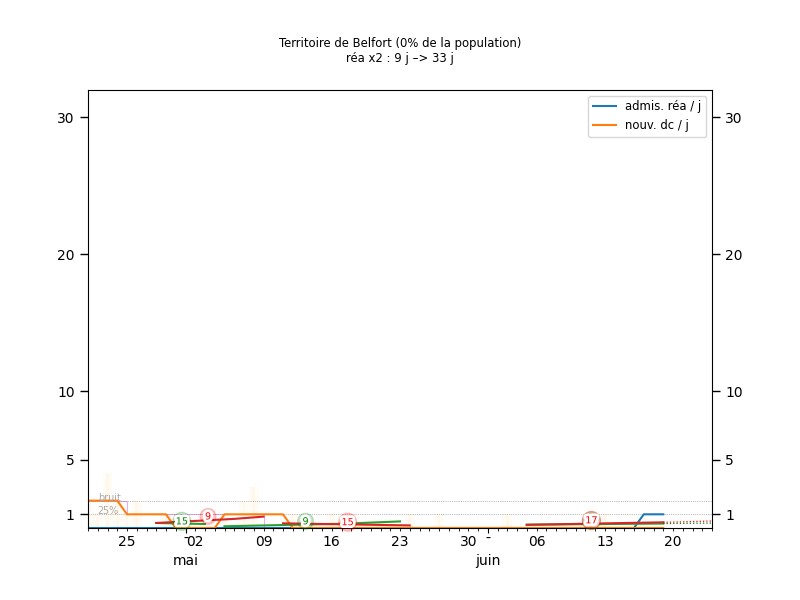 Territoire de Belfort (0% de la population)
réa x2 : 9 j –> 33 j
admis. réa / j
nouv. dc / j
30 30
20 20
10 10
5 5
1 1
bruit
25%
15 9 9 15 17
25 02 09 16 23 30 06 13 20
mai juin